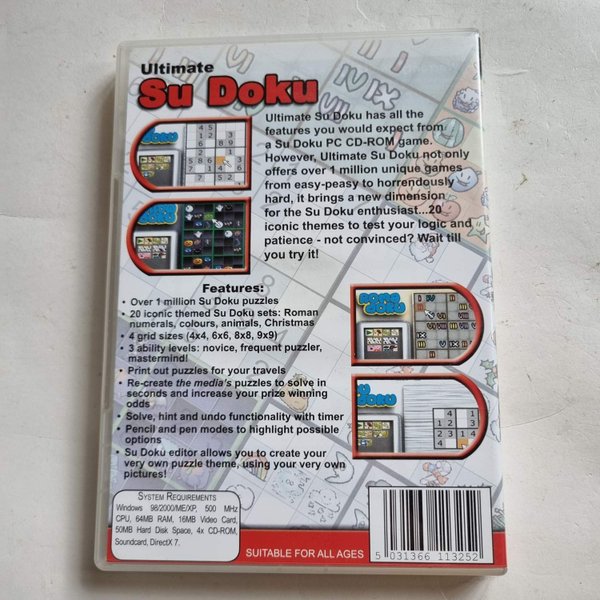 Ultimate
Su Doku
Ultimate Su Doku has all the
features you would expect from
a Su Doku PC CD-ROM game.
However, Ultimate Su Doku not only
offers over 1 million unique games
from easy-peasy to horrendously
hard, it brings a new dimension
for the Su Doku enthusiast...20
iconic themes to test your logic and
patience - not convinced? Wait till
you try it!
Features:
• Over 1 million Su Doku puzzles
• 20 iconic themed Su Doku sets: Roman
numerals, colours, animals, Christmas
• 4 grid sizes (4x4, 6x6, 8x8, 9x9)
• 3 ability levels: novice, frequent puzzler,
mastermind
• Print out puzzles for your travels
• Re-create the media's puzzles to solve in
seconds and increase your prize winning
odds
• Solve, hint and undo functionality with timer
• Pencil and pen modes to highlight possible
options
• Su Doku editor allows you to create your
very own puzzle theme, using your very own
pictures!
SYSTEM REQUIREMENTS
Windows 98/2000/ME/XP, 500 MHz
CPU, 64MB RAM, 16MB Video Card,
50MB Hard Disk Space, 4x CD-ROM,
Soundcard, DirectX 7.
SUITABLE FOR ALL AGES
5 031366 113252